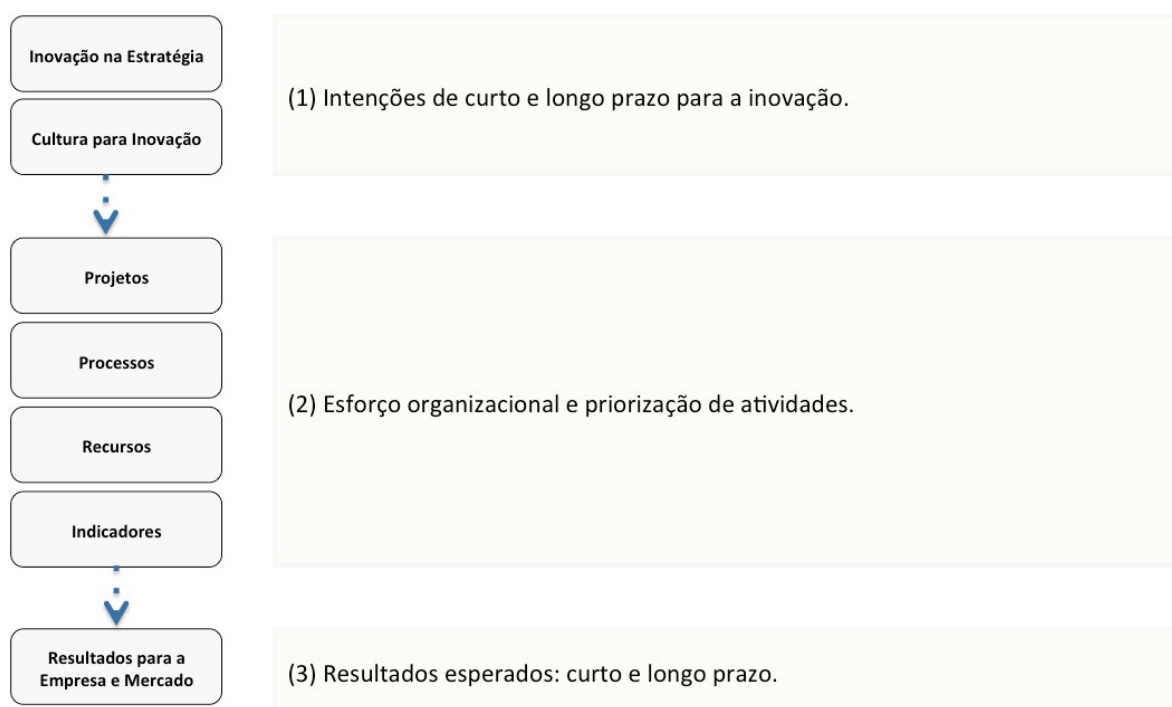 Inovação na Estratégia
Cultura para Inovação
(1) Intenções de curto e longo prazo para a inovação.
Projetos
Processos
Recursos
Indicadores
(2) Esforço organizacional e priorização de atividades.
Resultados para a
Empresa e Mercado
(3) Resultados esperados: curto e longo prazo.